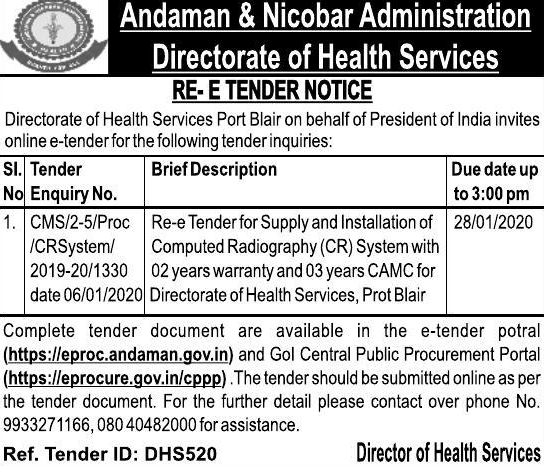 Andaman & Nicobar Administration
Directorate of Health Services
RE- E TENDER NOTICE
Directorate of Health Services Port Blair on behalf of President of India invites
online e-tender for the following tender inquiries:
Sl. Tender Brief Description Due date up
No Enquiry No. to 3:00 pm
1. CMS/2-5/Proc Re-e Tender for Supply and Installation of 28/01/2020
/CRSystem/ Computed Radiography (CR) System with
2019-20/1330 02 years warranty and 03 years CAMC for
date 06/01/2020 Directorate of Health Services, Prot Blair
Complete tender document are available in the e-tender potral
(https://eproc.andaman.gov.in) and GoI Central Public Procurement Portal
(https://eprocure.gov.in/cppp) .The tender should be submitted online as per
the tender document. For the further detail please contact over phone No.
9933271166, 080 40482000 for assistance.
Ref. Tender ID: DHS520 Director of Health Services